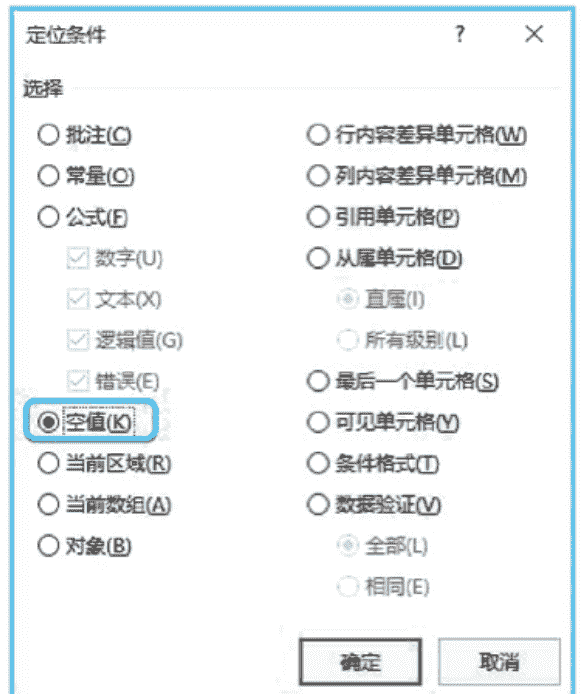 定位条件 ? ×
选择
批注(C)
常量(O)
公式(F)
数字(U)
文本(X)
逻辑值(G)
错误(E)
空值(K)
当前区域(R)
当前数组(A)
对象(B)
行内容差异单元格(W)
列内容差异单元格(M)
引用单元格(P)
从属单元格(D)
直属(I)
所有级别(L)
最后一个单元格(S)
可见单元格(Y)
条件格式(T)
数据验证(V)
全部(L)
相同(E)
确定
取消